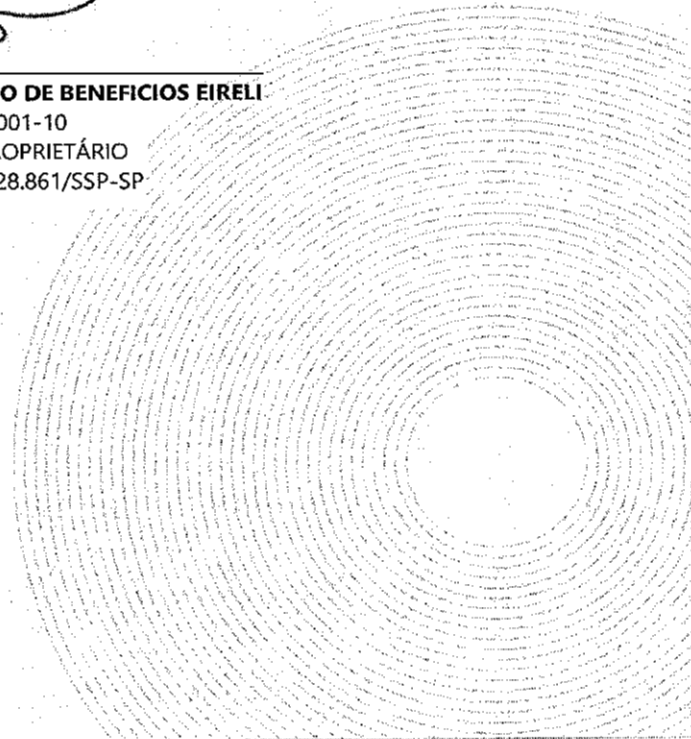 O DE BENEFICIOS EIRELI
001-10
OPRIETÁRIO
28.861/SSP-SP